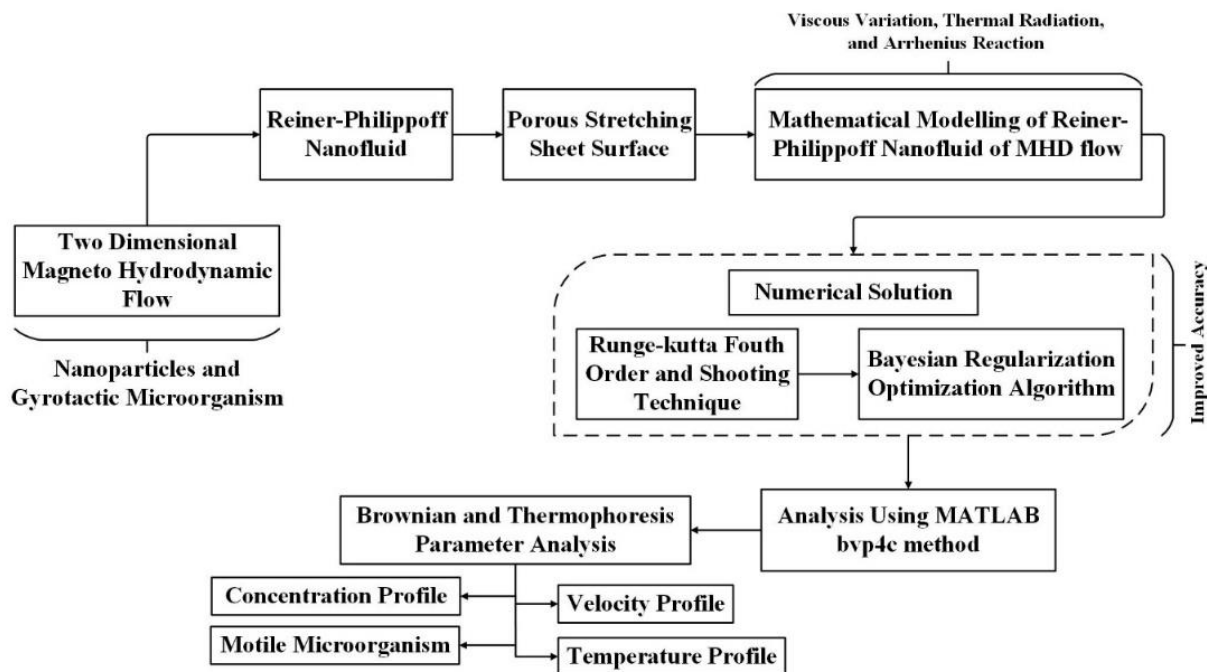 Viscous Variation, Thermal Radiation,
and Arrhenius Reaction
Reiner-Philippoff
Nanofluid
Porous Stretching
Sheet Surface
Mathematical Modelling of Reiner-
Philippoff Nanofluid of MHD flow
Two Dimensional
Magneto Hydrodynamic
Flow
Nanoparticles and
Gyrotactic Microorganism
Numerical Solution
Runge-kutta Fouth
Order and Shooting
Technique
Bayesian Regularization
Optimization Algorithm
Improved Accuracy
Analysis Using MATLAB
bvp4c method
Brownian and Thermophoresis
Parameter Analysis
Concentration Profile
Velocity Profile
Motile Microorganism
Temperature Profile